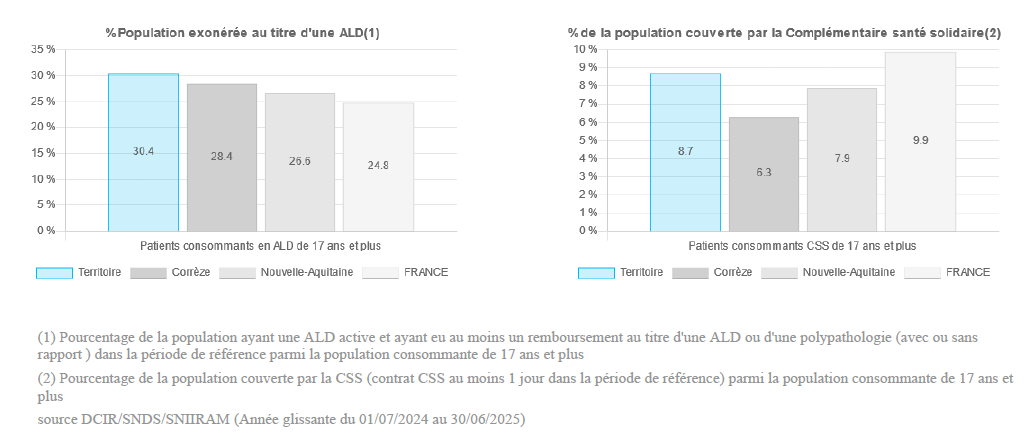 %Population exonérée au titre d'une ALD(1)
35 %
30 %
25 %
20 %
15 %
10 %
5 %
0 %
30.4
28.4
26.6
24.8
Patients consommants en ALD de 17 ans et plus
Territoire Corrèze Nouvelle-Aquitaine FRANCE
% de la population couverte par la Complémentaire santé solidaire(2)
10 %
9 %
8 %
7 %
6 %
5 %
4 %
3 %
2 %
1 %
0 %
8.7
6.3
7.9
9.9
Patients consommants CSS de 17 ans et plus
Territoire Corrèze Nouvelle-Aquitaine FRANCE
(1) Pourcentage de la population ayant une ALD active et ayant eu au moins un remboursement au titre d'une ALD ou d'une polypathologie (avec ou sans
rapport ) dans la période de référence parmi la population consommante de 17 ans et plus
(2) Pourcentage de la population couverte par la CSS (contrat CSS au moins 1 jour dans la période de référence) parmi la population consommante de 17 ans et
plus
source DCIR/SNDS/SNIIRAM (Année glissante du 01/07/2024 au 30/06/2025)